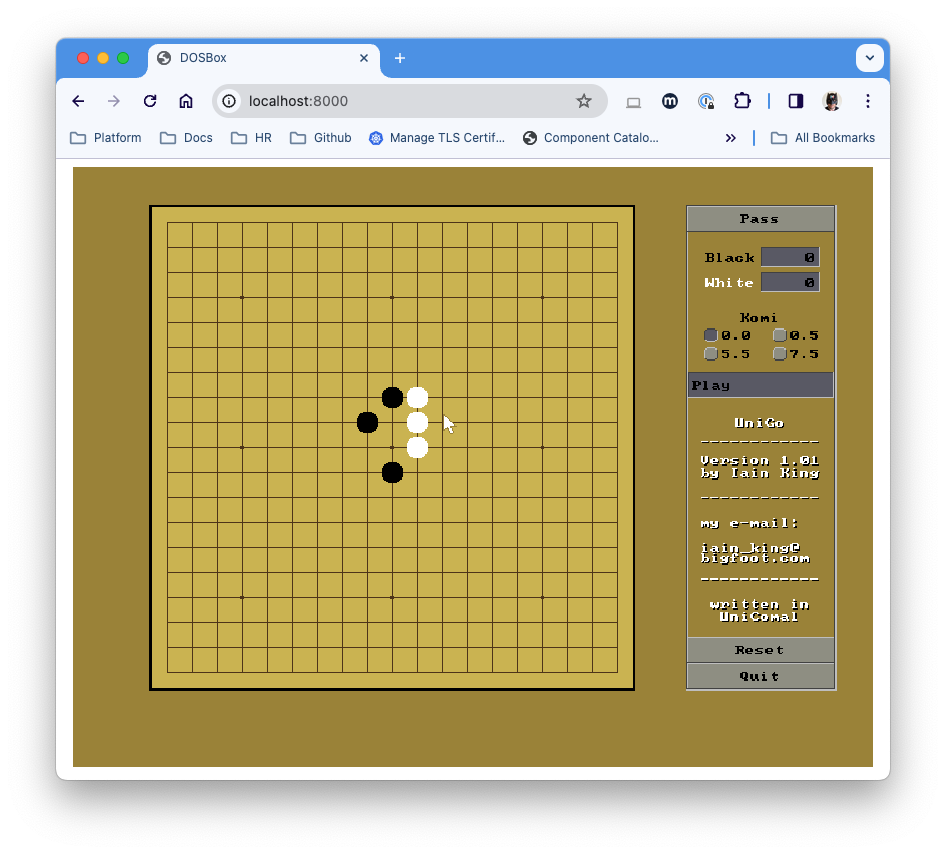 DOSBox
localhost:8000
Platform Docs HR Github Manage TLS Certif... Component Catalo... All Bookmarks
Pass
Black 0
White 0
Komi
0.0 0.5
5.5 7.5
Play
UniGo
------------
Version 1.01
by Iain King
------------
my e-mail:
iain_king@
bigfoot.com
------------
written in
UniComal
Reset
Quit